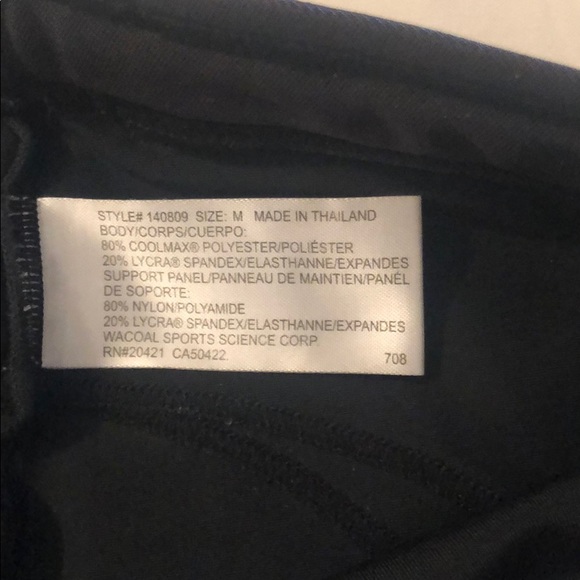 STYLE# 140809 SIZE: M MADE IN THAILAND
BODY/CORPS/CUERPO:
80% COOLMAX® POLYESTER/POLIÉSTER
20% LYCRA® SPANDEX/ELASTHANNE/EXPANDES
SUPPORT PANEL/PANNEAU DE MAINTIEN/PANÉL
DE SOPORTE:
80% NYLON/POLYAMIDE
20% LYCRA® SPANDEX/ELASTHANNE/EXPANDES
WACOAL SPORTS SCIENCE CORP.
RN#20421 CA50422 708